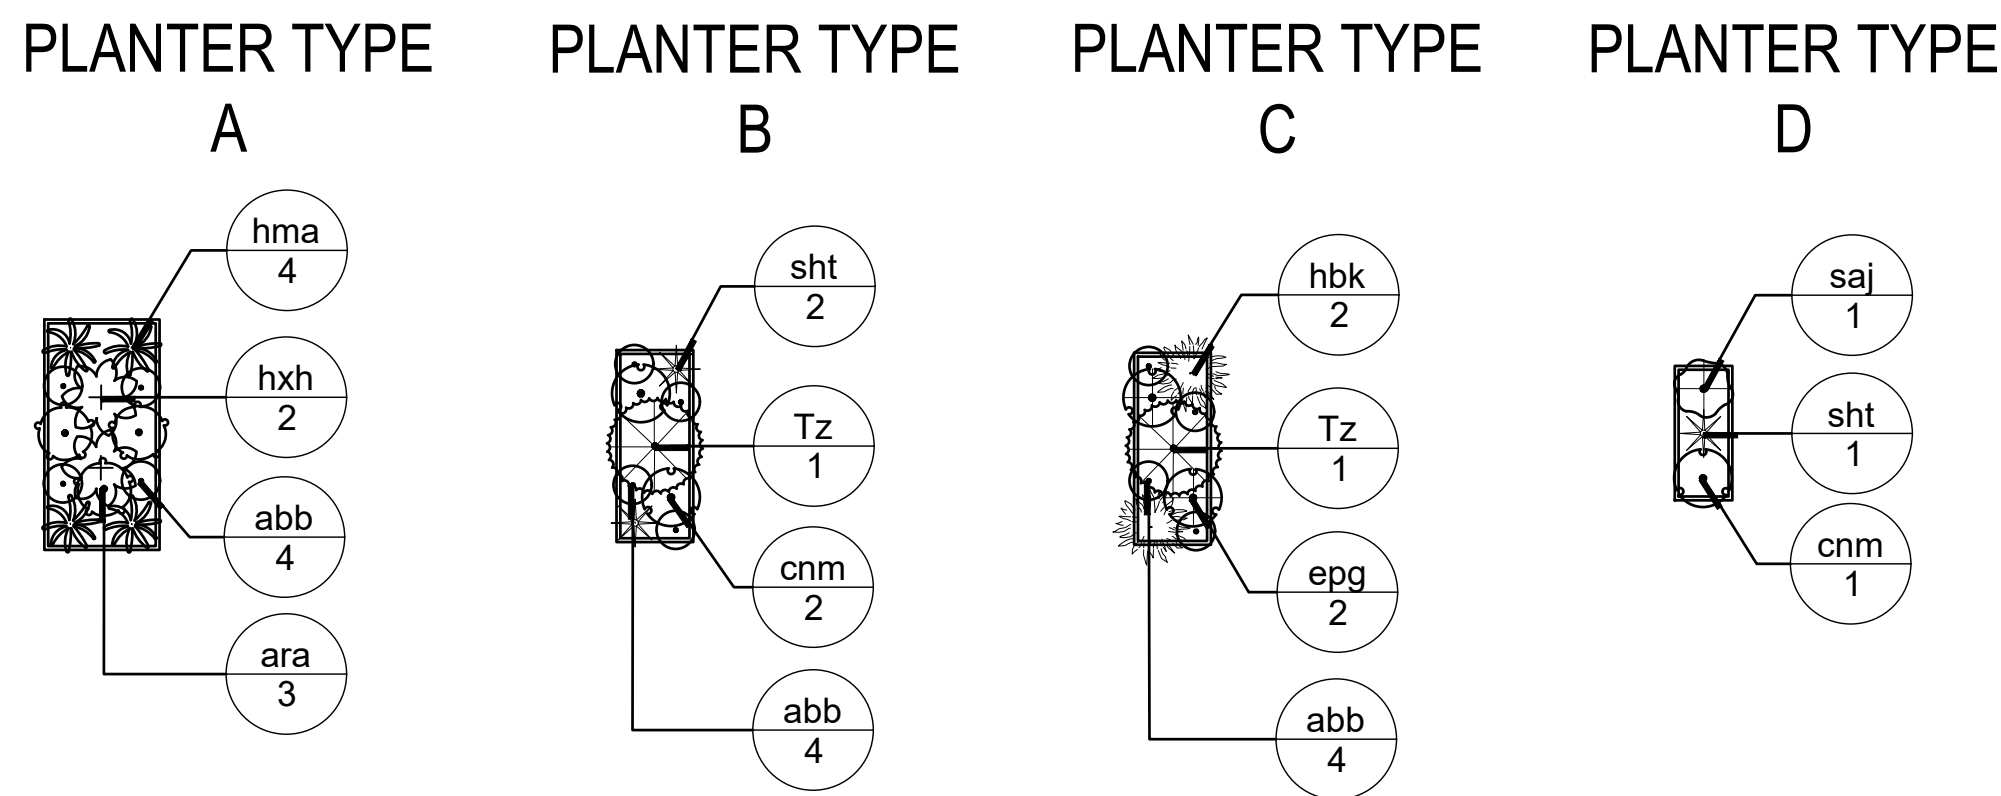 PLANTER TYPE
A
hma
4
hxh
2
abb
4
ara
3
PLANTER TYPE
B
sht
2
Tz
1
cnm
2
abb
4
PLANTER TYPE
C
hbk
2
Tz
1
epg
2
abb
4
PLANTER TYPE
D
saj
1
sht
1
cnm
1